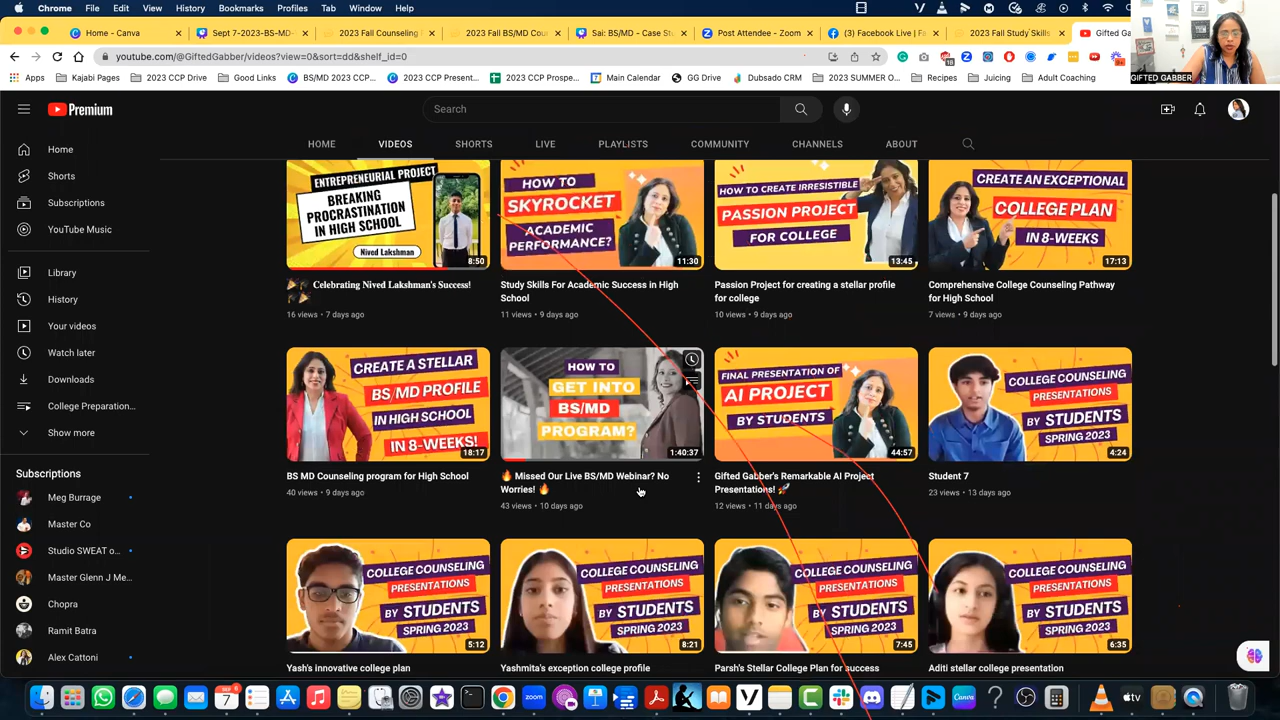 Chrome File Edit View History Bookmarks Profiles Tab Window Help
Home - Canva
Sept 7-2023-BS-MD-
2023 Fall Counseling
2023 Fall BS/MD Cou
Sai: BS/MD - Case St
Post Attendee - Zoom
(3) Facebook Live | Fa
2023 Fall Study Skills
Gifted Ga
youtube.com/@GiftedGabber/videos?view=0&sort=dd&shelf_id=0
GIFTED GABBER
Apps
Kajabi Pages
2023 CCP Drive
Good Links
BS/MD 2023 CCP...
2023 CCP Present...
2023 CCP Prospe...
Main Calendar
GG Drive
Dubsado CRM
2023 SUMMER O...
Recipes
Juicing
Adult Coaching
Premium
Search
HOME VIDEOS SHORTS LIVE PLAYLISTS COMMUNITY CHANNELS ABOUT
Home
Shorts
Subscriptions
YouTube Music
Library
History
Your videos
Watch later
Downloads
College Preparation...
Show more
Subscriptions
Meg Burrage
Master Co
Studio SWEAT o...
Master Glenn J Me...
Chopra
Ramit Batra
Alex Cattoni
ENTREPRENEURIAL PROJECT
BREAKING
PROCRASTINATION
IN HIGH SCHOOL
Nived Lakshman
8:50
🎉 Celebrating Nived Lakshman's Success!
🎉🎉
16 views • 7 days ago
HOW TO
SKYROCKET
ACADEMIC
PERFORMANCE?
11:30
Study Skills For Academic Success in High
School
11 views • 9 days ago
HOW TO CREATE IRRESISTIBLE
PASSION PROJECT
FOR COLLEGE
13:45
Passion Project for creating a stellar profile
for college
10 views • 9 days ago
CREATE AN EXCEPTIONAL
COLLEGE PLAN
IN 8-WEEKS
17:13
Comprehensive College Counseling Pathway
for High School
7 views • 9 days ago
CREATE A STELLAR
BS/MD PROFILE
IN HIGH SCHOOL
IN 8-WEEKS!
18:17
BS MD Counseling program for High School
40 views • 9 days ago
HOW TO
GET INTO
BS/MD
PROGRAM?
1:40:37
🔥 Missed Our Live BS/MD Webinar? No
Worries! 🔥
43 views • 10 days ago
FINAL PRESENTATION OF
AI PROJECT
BY STUDENTS
44:57
Gifted Gabber's Remarkable AI Project
Presentations! 🚀
12 views • 11 days ago
COLLEGE COUNSELING
PRESENTATIONS
BY STUDENTS
SPRING 2023
4:24
Student 7
23 views • 13 days ago
COLLEGE COUNSELING
PRESENTATIONS
BY STUDENTS
SPRING 2023
5:12
Yash's innovative college plan
COLLEGE COUNSELING
PRESENTATIONS
BY STUDENTS
SPRING 2023
8:21
Yashmita's exception college profile
COLLEGE COUNSELING
PRESENTATIONS
BY STUDENTS
SPRING 2023
7:45
Parsh's Stellar College Plan for success
COLLEGE COUNSELING
PRESENTATIONS
BY STUDENTS
SPRING 2023
6:35
Aditi stellar college presentation
SEP
7
zoom
Canva
tv